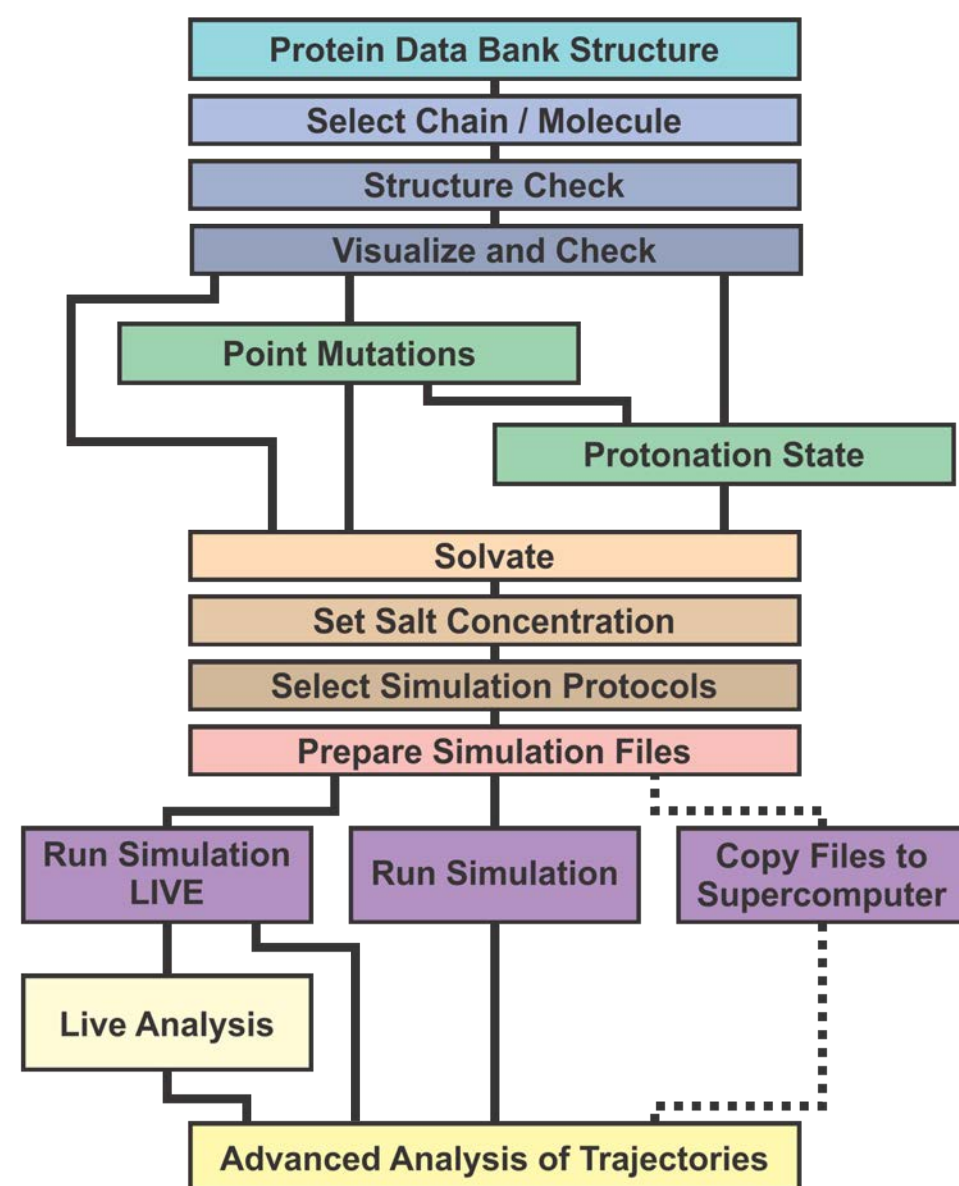 Protein Data Bank Structure
Select Chain / Molecule
Structure Check
Visualize and Check
Point Mutations
Protonation State
Solvate
Set Salt Concentration
Select Simulation Protocols
Prepare Simulation Files
Run Simulation
LIVE
Run Simulation
Copy Files to
Supercomputer
Live Analysis
Advanced Analysis of Trajectories